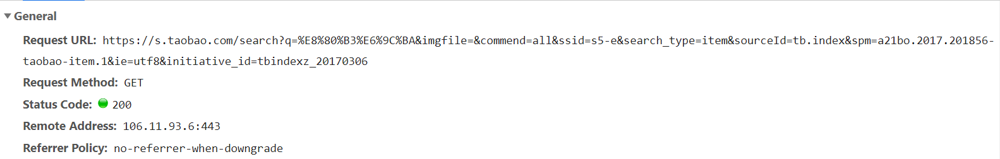 General
Request URL: https://s.taobao.com/search?q=%E8%80%B3%E6%9C%BA&imgfile=&commend=all&ssid=s5-e&search_type=item&sourceId=tb.index&spm=a21bo.2017.201856-
taobao-item.1&ie=utf8&initiative_id=tbindexz_20170306
Request Method: GET
Status Code: 200
Remote Address: 106.11.93.6:443
Referrer Policy: no-referrer-when-downgrade